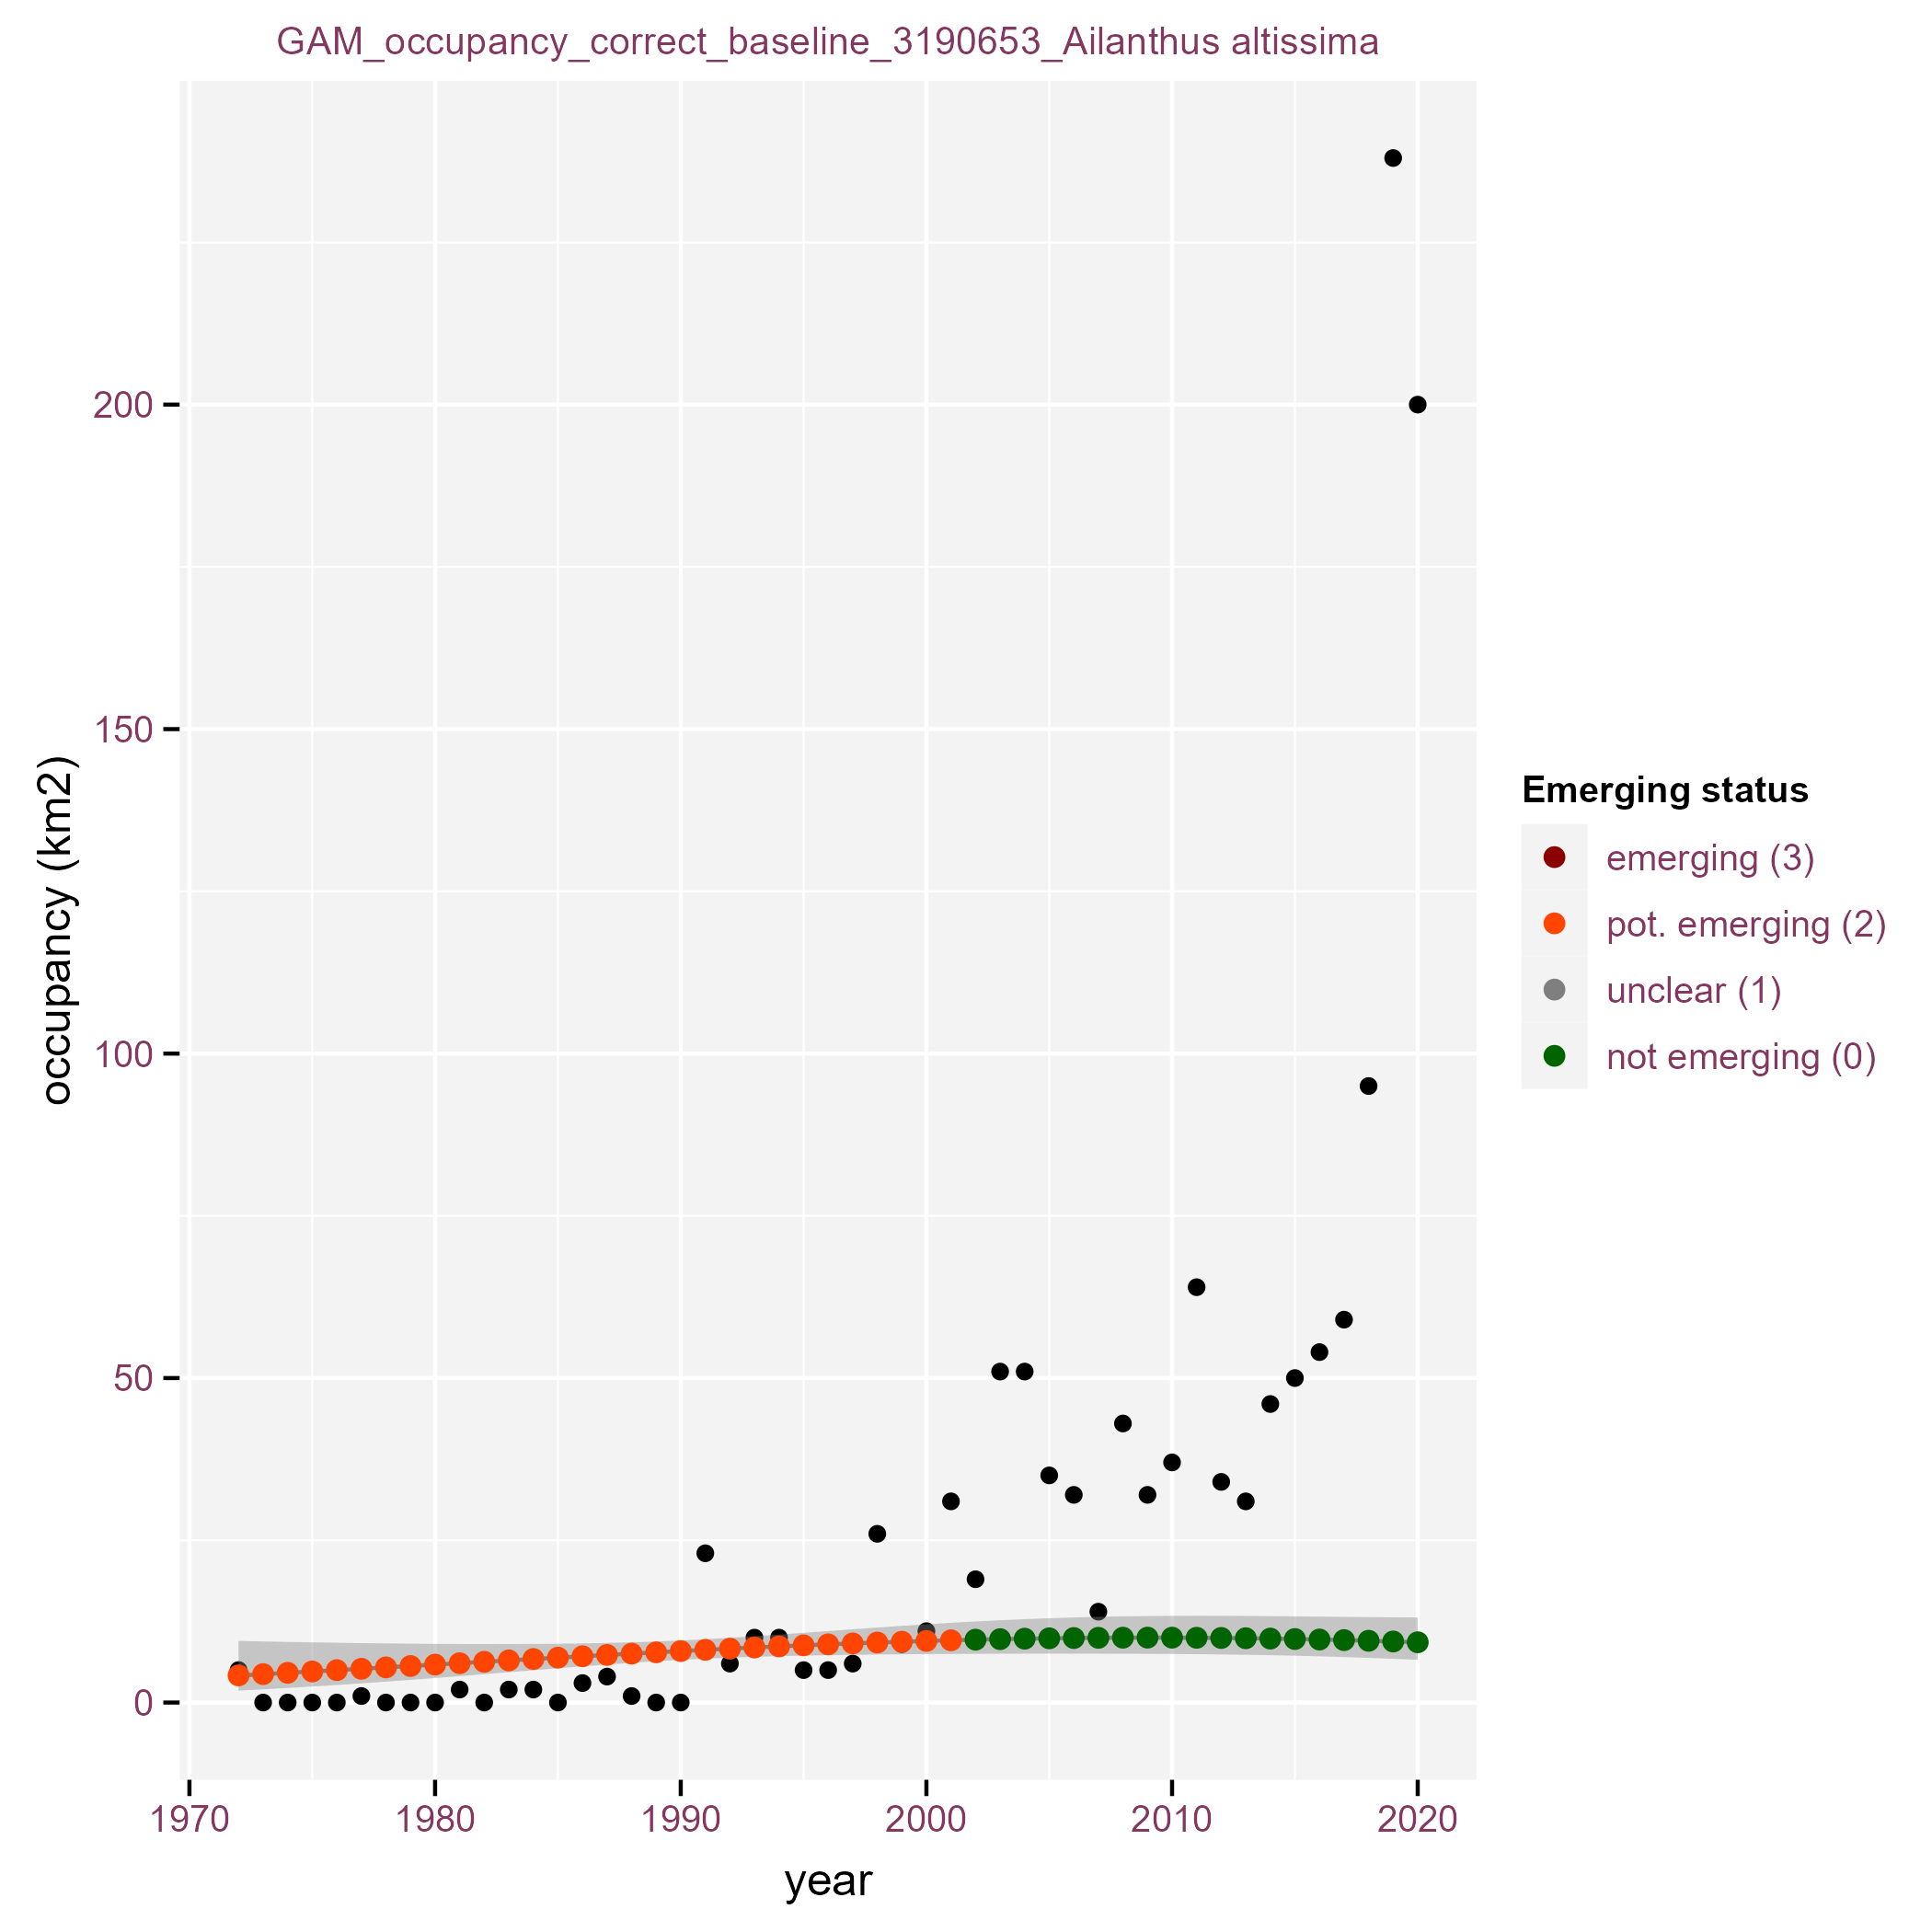 GAM_occupancy_correct_baseline_3190653_Ailanthus altissima
200
150
100
50
0
occupancy (km2)
1970 1980 1990 2000 2010 2020
year
Emerging status
emerging (3)
pot. emerging (2)
unclear (1)
not emerging (0)